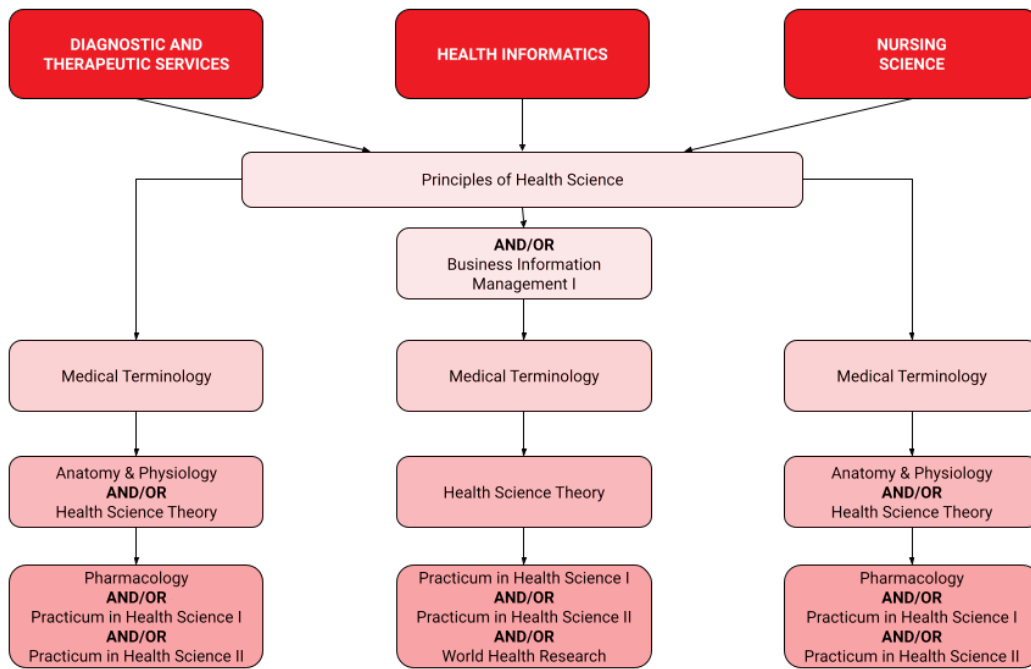 DIAGNOSTIC AND
THERAPEUTIC SERVICES
HEALTH INFORMATICS
NURSING
SCIENCE
Principles of Health Science
AND/OR
Business Information
Management I
Medical Terminology
Medical Terminology
Medical Terminology
Anatomy & Physiology
AND/OR
Health Science Theory
Health Science Theory
Anatomy & Physiology
AND/OR
Health Science Theory
Pharmacology
AND/OR
Practicum in Health Science I
AND/OR
Practicum in Health Science II
Practicum in Health Science I
AND/OR
Practicum in Health Science II
AND/OR
World Health Research
Pharmacology
AND/OR
Practicum in Health Science I
AND/OR
Practicum in Health Science II